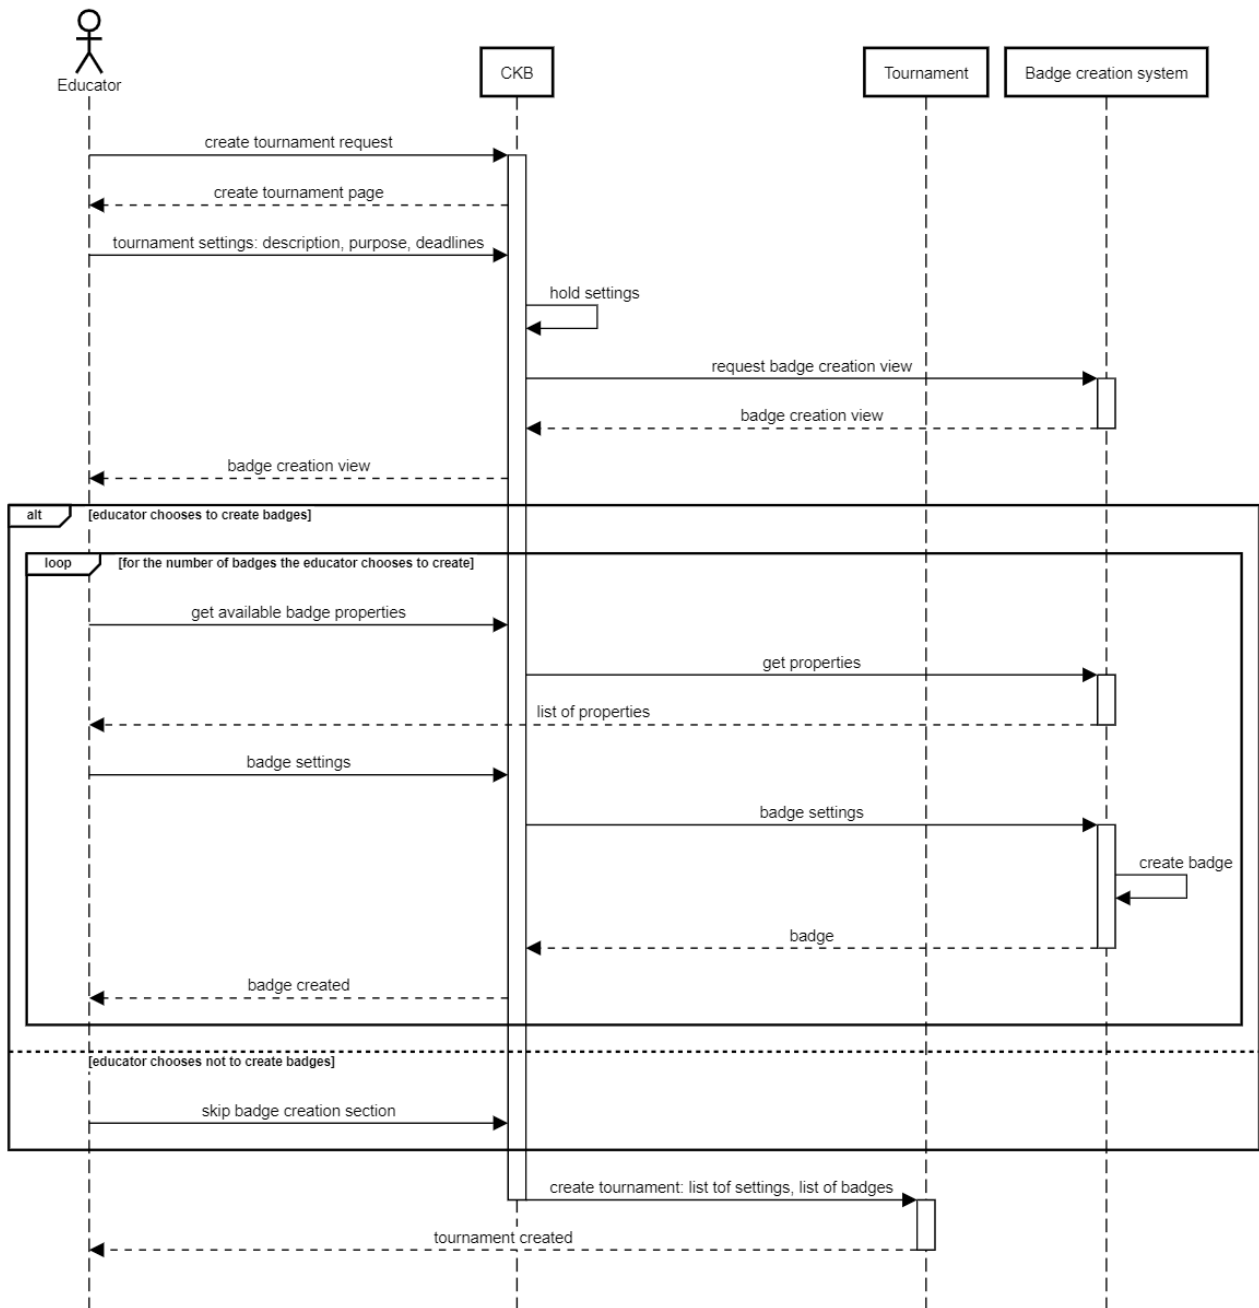 Educator
CKB
Tournament
Badge creation system
create tournament request
create tournament page
tournament settings: description, purpose, deadlines
hold settings
request badge creation view
badge creation view
badge creation view
alt
[educator chooses to create badges]
loop
[for the number of badges the educator chooses to create]
get available badge properties
get properties
list of properties
badge settings
badge settings
create badge
badge
badge created
[educator chooses not to create badges]
skip badge creation section
create tournament: list tof settings, list of badges
tournament created